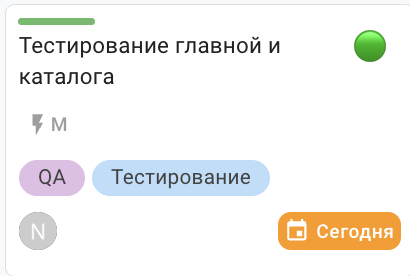 Тестирование главной и
каталога
M
QA Тестирование
N Сегодня